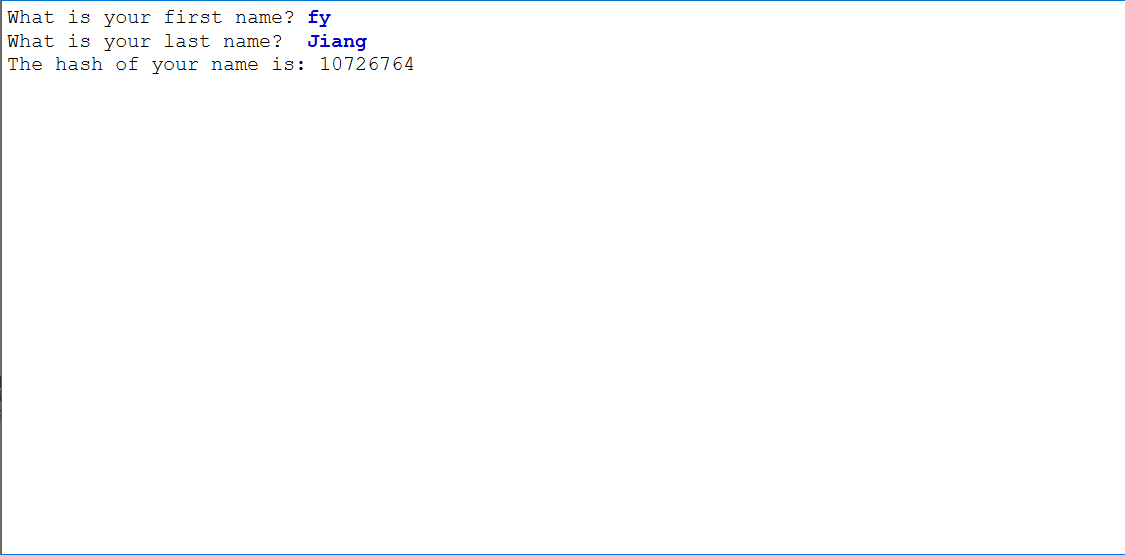 What is your first name? fy
What is your last name?  Jiang
The hash of your name is: 10726764